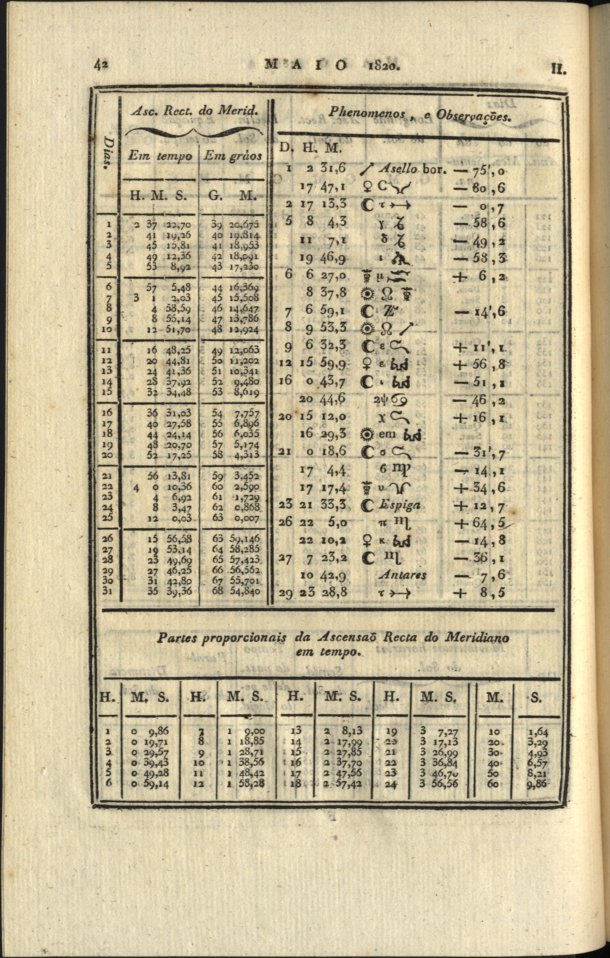 42 MAIO 1820. II.
Dias.
Asc. Rect. do Merid.
Em tempo Em gráos
H. M. S. G. M.
1 2 37 22,70 39 20,675
2 41 19,26 40 19,814
3 45 15,81 41 18,953
4 49 12,36 42 18,091
5 53 8,92 43 17,230
6 57 5,48 44 16,369
7 3 1 2,03 45 15,508
8 4 58,59 46 14,647
9 8 55,14 47 13,786
10 12 51,70 48 12,924
11 16 48,25 49 12,063
12 20 44,81 50 11,202
13 24 41,36 51 10,341
14 28 37,92 52 9,480
15 32 34,48 53 8,619
16 36 31,03 54 7,757
17 40 27,58 55 6,896
18 44 24,14 56 6,035
19 48 20,70 57 5,174
20 52 17,25 58 4,313
21 56 13,81 59 3,452
22 4 0 10,36 60 2,590
23 4 6,92 61 1,729
24 8 3,47 62 0,868
25 12 0,03 63 0,007
26 15 56,58 63 59,146
27 19 53,14 64 58,285
28 23 49,69 65 57,423
29 27 46,25 66 56,562
30 31 42,80 67 55,701
31 35 39,36 68 54,840
Phenomenos, e Observações.
D. H. M.
1 2 31,6 Asello bor. — 75',0
17 47,1 ♀ ☾ ♈ — 60,6
2 17 13,3 ☾ τ ♐ — 0,7
5 8 4,3 γ ♑ — 58,6
11 7,1 δ ♑ — 49,2
19 46,9 ι ♒ — 58,3
6 6 27,0 ☿ μ + 6,2
8 37,8 ☉ ☊ ☿
7 6 59,1 ☾ — 14',6
8 9 53,3 ☉ ☊
9 6 32,3 ☾ ε + 11',1
12 15 59,9 ♀ ε + 56,8
16 0 43,7 ☾ ι — 51,1
20 44,6 2ψ ♋ — 46,2
20 15 12,0 χ ♌ + 16,1
16 29,3 ☉ em
21 0 18,6 ☾ σ ♌ — 31',7
17 4,4 6 ♍ — 14,1
17 17,4 ☿ υ ♈ + 34,6
23 21 33,3 ☾ Espiga + 12,7
26 22 5,0 π ♏ + 64,5
22 10,2 ♀ κ — 14,8
27 7 23,2 ☾ ♏ — 36,1
10 42,9 Antares — 7,6
29 23 28,8 τ ♐ + 8,5
Partes proporcionais da Ascensaõ Recta do Meridiano
em tempo.
H. M. S. H. M. S. H. M. S. H. M. S. M. S.
1 0 9,86 7 1 9,00 13 2 8,13 19 3 7,27 10 1,64
2 0 19,71 8 1 18,85 14 2 17,99 20 3 17,13 20 3,29
3 0 29,57 9 1 28,71 15 2 27,85 21 3 26,99 30 4,93
4 0 39,43 10 1 38,56 16 2 37,70 22 3 36,84 40 6,57
5 0 49,28 11 1 48,42 17 2 47,56 23 3 46,70 50 8,21
6 0 59,14 12 1 58,28 18 2 57,42 24 3 56,56 60 9,86